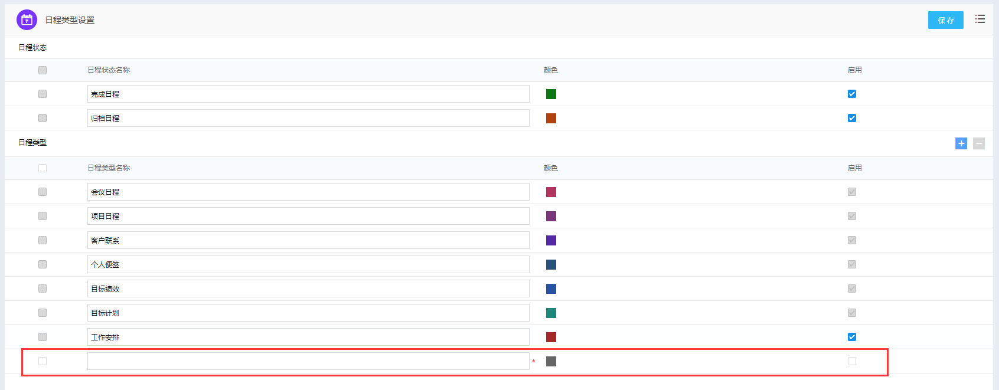 7
日程类型设置
保存
日程状态
日程状态名称 颜色 启用
完成日程
归档日程
日程类型
日程类型名称 颜色 启用
会议日程
项目日程
客户联系
个人便签
目标绩效
目标计划
工作安排
*